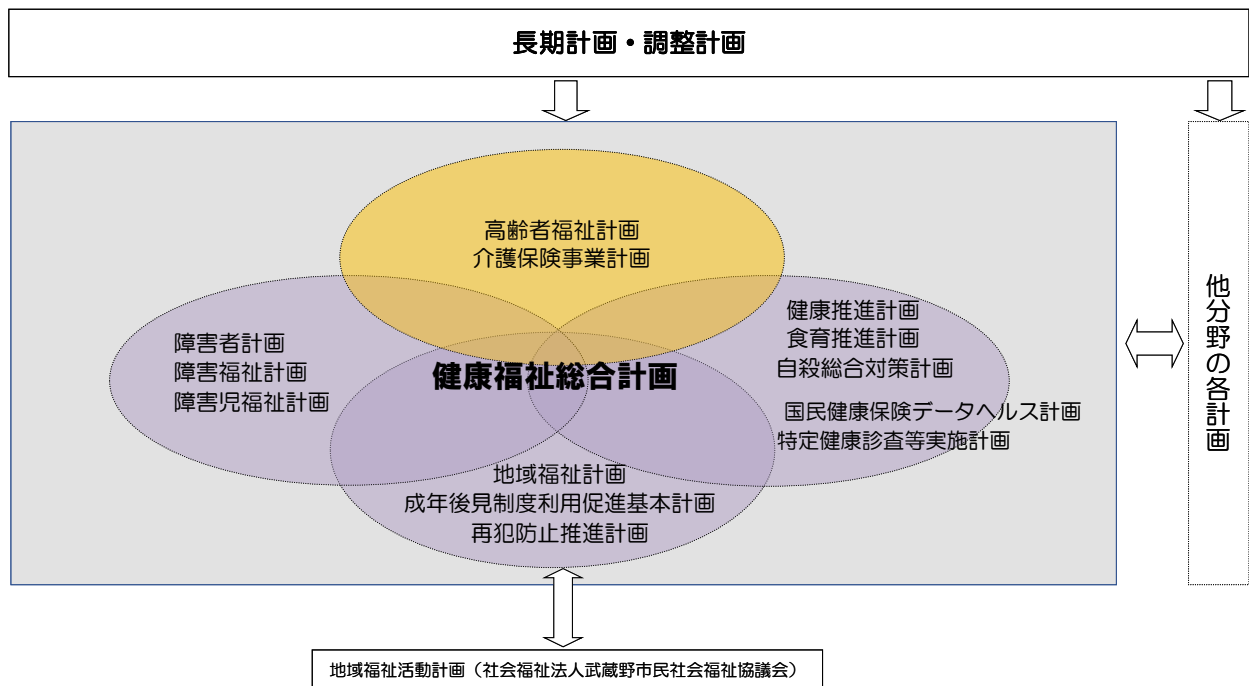 長期計画・調整計画
高齢者福祉計画
介護保険事業計画
障害者計画
障害福祉計画
障害児福祉計画
健康福祉総合計画
健康推進計画
食育推進計画
自殺総合対策計画
国民健康保険データヘルス計画
特定健康診査等実施計画
地域福祉計画
成年後見制度利用促進基本計画
再犯防止推進計画
他分野の各計画
地域福祉活動計画（社会福祉法人武蔵野市民社会福祉協議会）